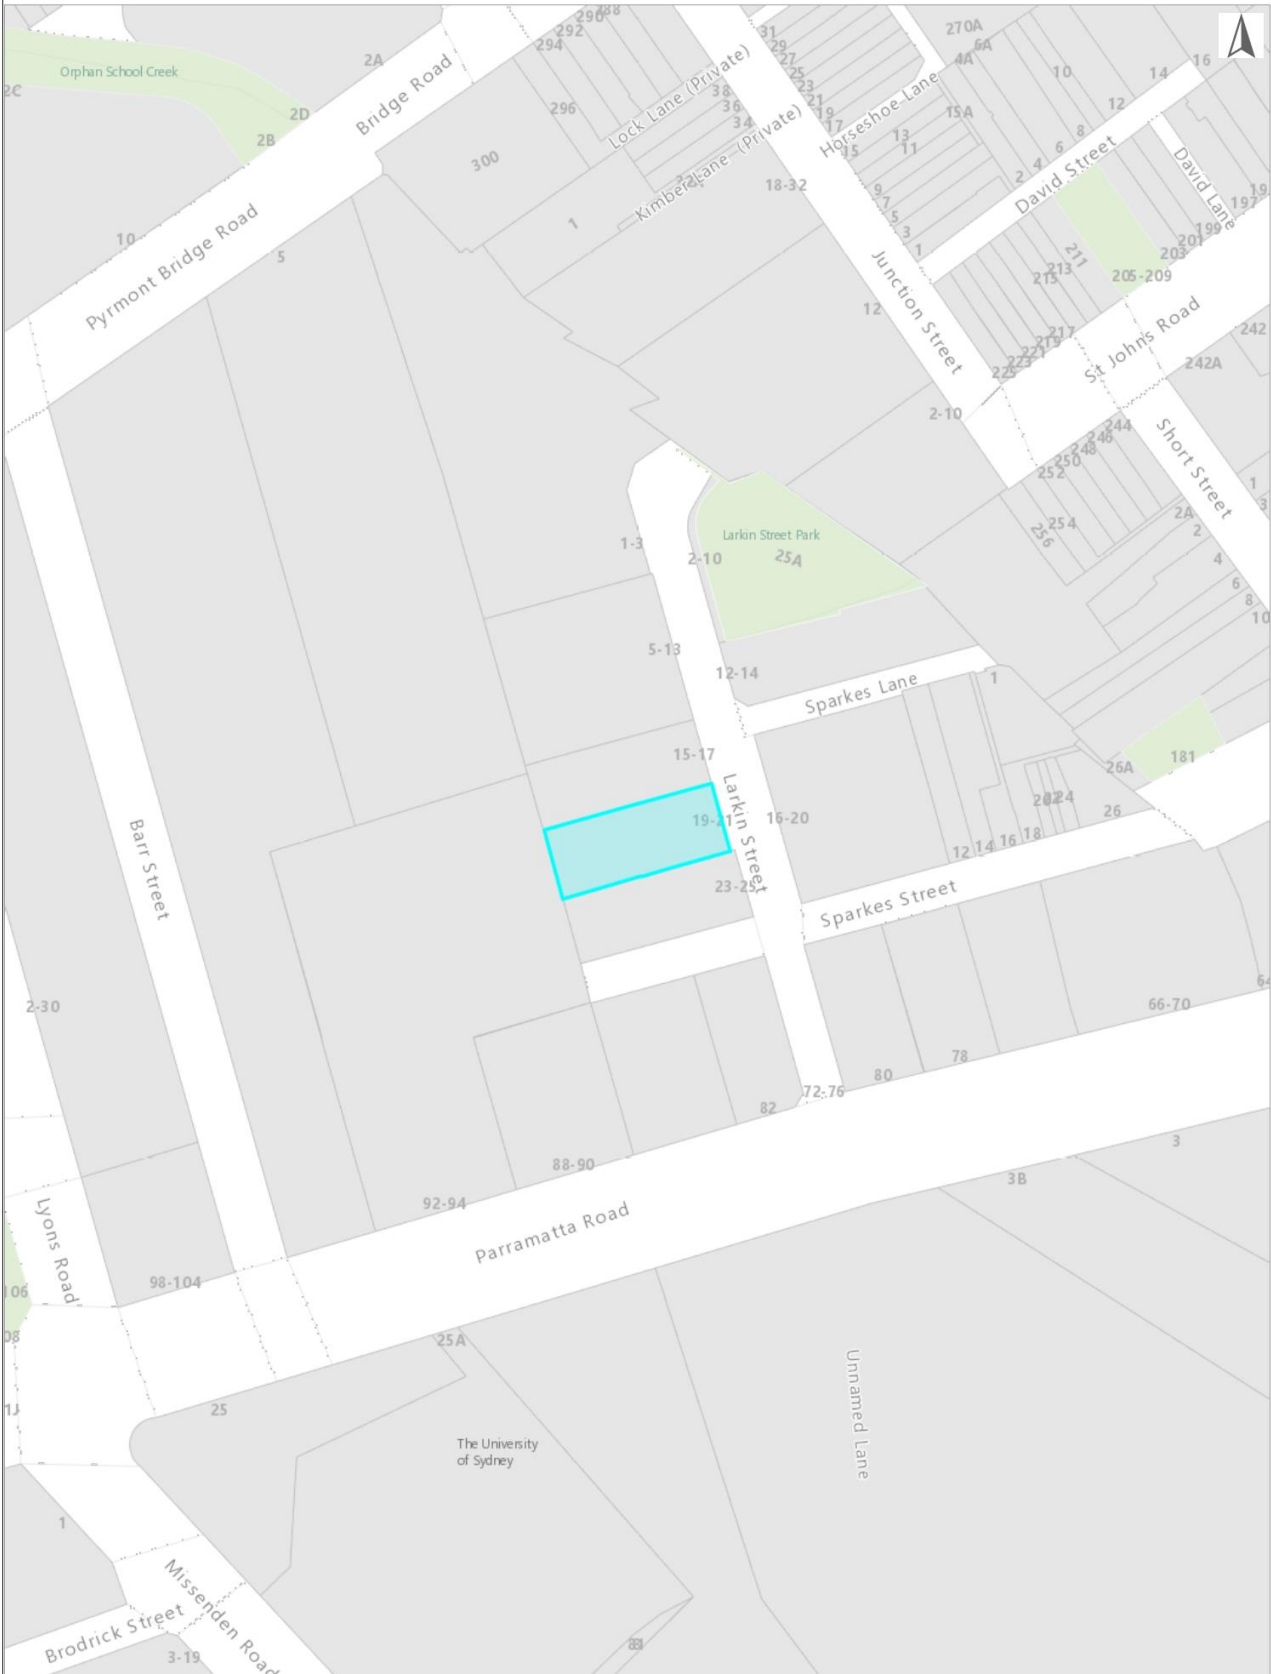 288
290
292
294
31
29
27
25
23
21
19
17
15
270A
6A
4A
16
14
10
12
2A
Orphan School Creek
2C
2D
2B
Bridge Road
296
Lock Lane (Private)
38
36
34
Horseshoe Lane
15A
13
11
8
6
4
2
David Street
David Lane
300
Kimber Lane (Private)
18-32
9
7
5
3
1
19
197
199
201
203
205-209
211
213
215
10
Pyrmont Bridge Road
5
1
Junction Street
12
217
219
221
223
225
St Johns Road
242
242A
2-10
244
246
248
250
252
254
256
Short Street
1
3
2A
2
4
6
8
10
1-3
2-10
Larkin Street Park
25A
5-13
12-14
Sparkes Lane
1
15-17
Larkin Street
19-21
16-20
23-25
26A
181
24
26
12
14
16
18
Sparkes Street
Barr Street
2-30
66-70
64
78
80
72-76
82
88-90
92-94
Parramatta Road
3
3B
Lyons Road
98-104
106
25A
25
The University
of Sydney
Unnamed Lane
1
Missenden Road
Brodrick Street
3-19